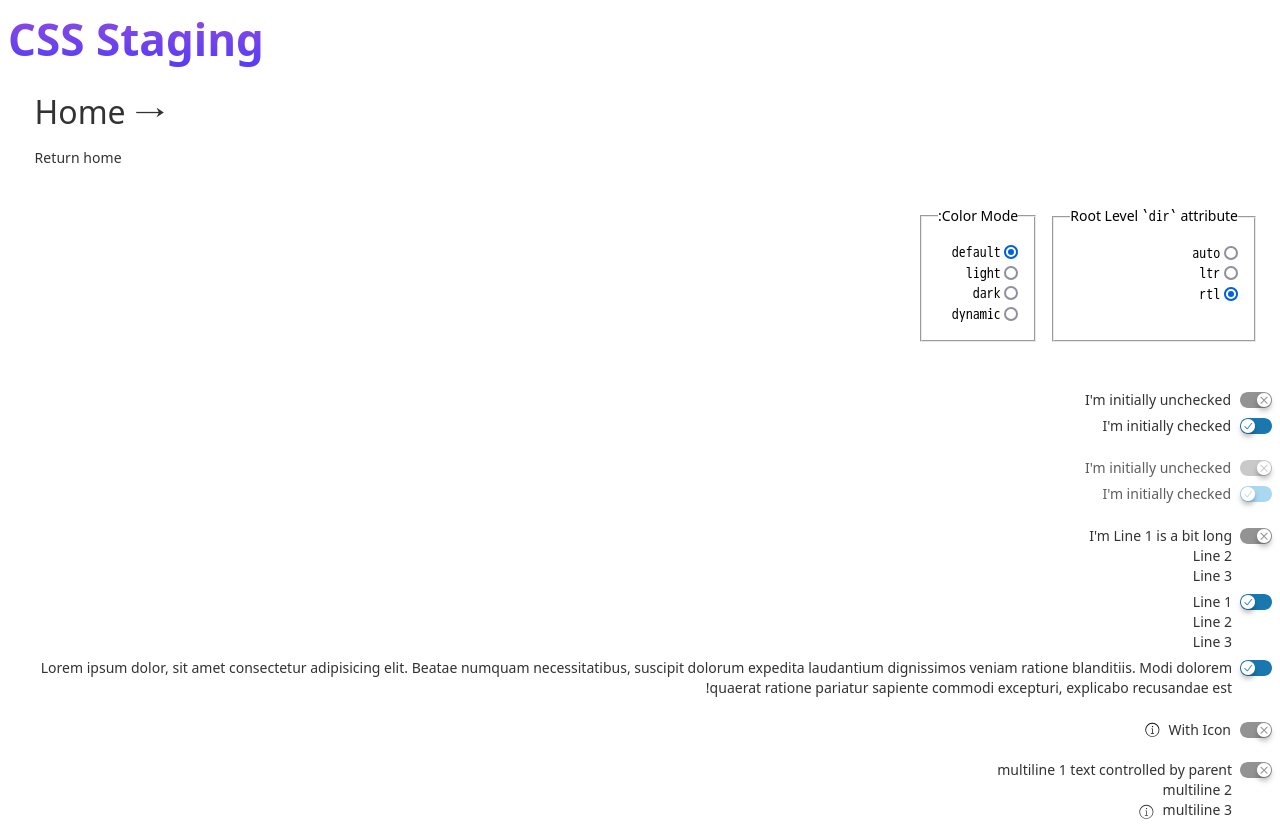 CSS Staging
Home →
Return home
Root Level `dir` attribute
auto
ltr
rtl
:Color Mode
default
light
dark
dynamic
I'm initially unchecked
I'm initially checked
I'm initially unchecked
I'm initially checked
I'm Line 1 is a bit long
Line 2
Line 3
Line 1
Line 2
Line 3
Lorem ipsum dolor, sit amet consectetur adipisicing elit. Beatae numquam necessitatibus, suscipit dolorum expedita laudantium dignissimos veniam ratione blanditiis. Modi dolorem
!quaerat ratione pariatur sapiente commodi excepturi, explicabo recusandae est
With Icon
multiline 1 text controlled by parent
multiline 2
multiline 3